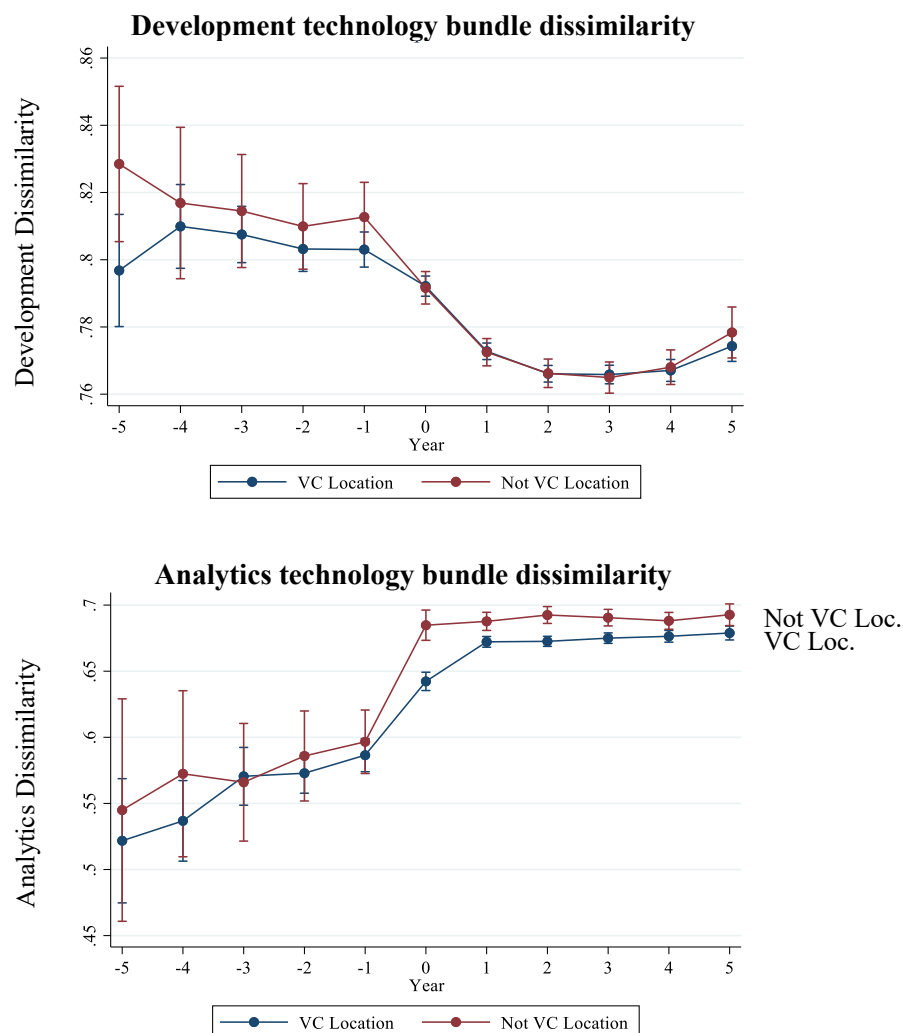 Development technology bundle dissimilarity
Development Dissimilarity
.86
.84
.82
.8
.78
.76
-5 -4 -3 -2 -1 0 1 2 3 4 5
Year
VC Location Not VC Location
Analytics technology bundle dissimilarity
Analytics Dissimilarity
.7
.65
.6
.55
.5
.45
Not VC Loc.
VC Loc.
-5 -4 -3 -2 -1 0 1 2 3 4 5
Year
VC Location Not VC Location